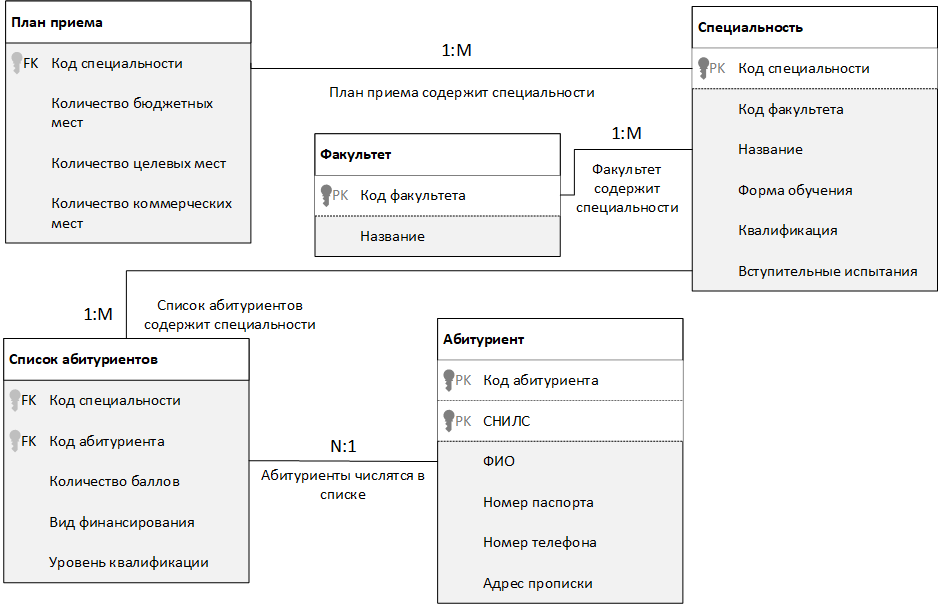 План приема
FK Код специальности
Количество бюджетных
мест
Количество целевых мест
Количество коммерческих
мест
1:М
План приема содержит специальности
Специальность
PK Код специальности
Код факультета
Название
Форма обучения
Квалификация
Вступительные испытания
Факультет
PK Код факультета
Название
1:М
Факультет
содержит
специальности
1:М
Список абитуриентов
содержит специальности
Список абитуриентов
FK Код специальности
FK Код абитуриента
Количество баллов
Вид финансирования
Уровень квалификации
N:1
Абитуриенты числятся в
списке
Абитуриент
PK Код абитуриента
PK СНИЛС
ФИО
Номер паспорта
Номер телефона
Адрес прописки